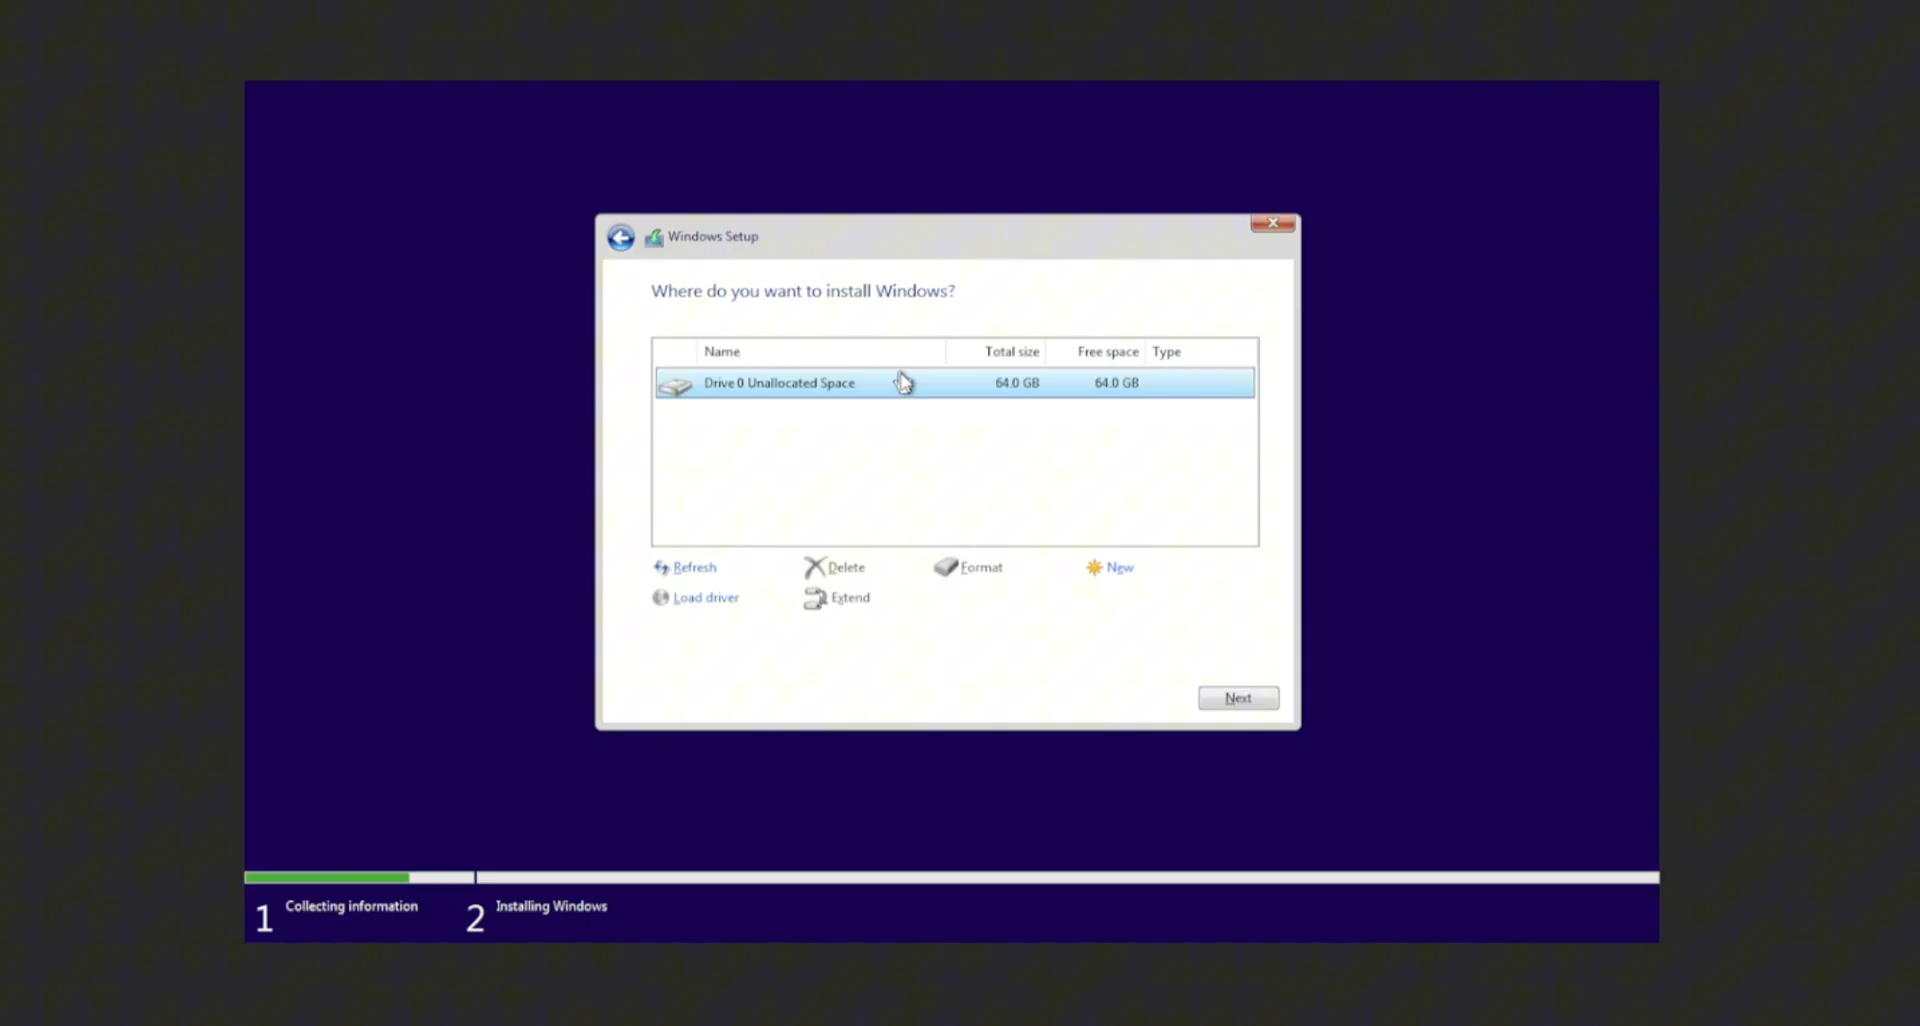 Windows Setup
Where do you want to install Windows?
Name Total size Free space Type
Drive 0 Unallocated Space 64.0 GB 64.0 GB
Refresh Delete Format New
Load driver Extend
Next
1 Collecting information 2 Installing Windows